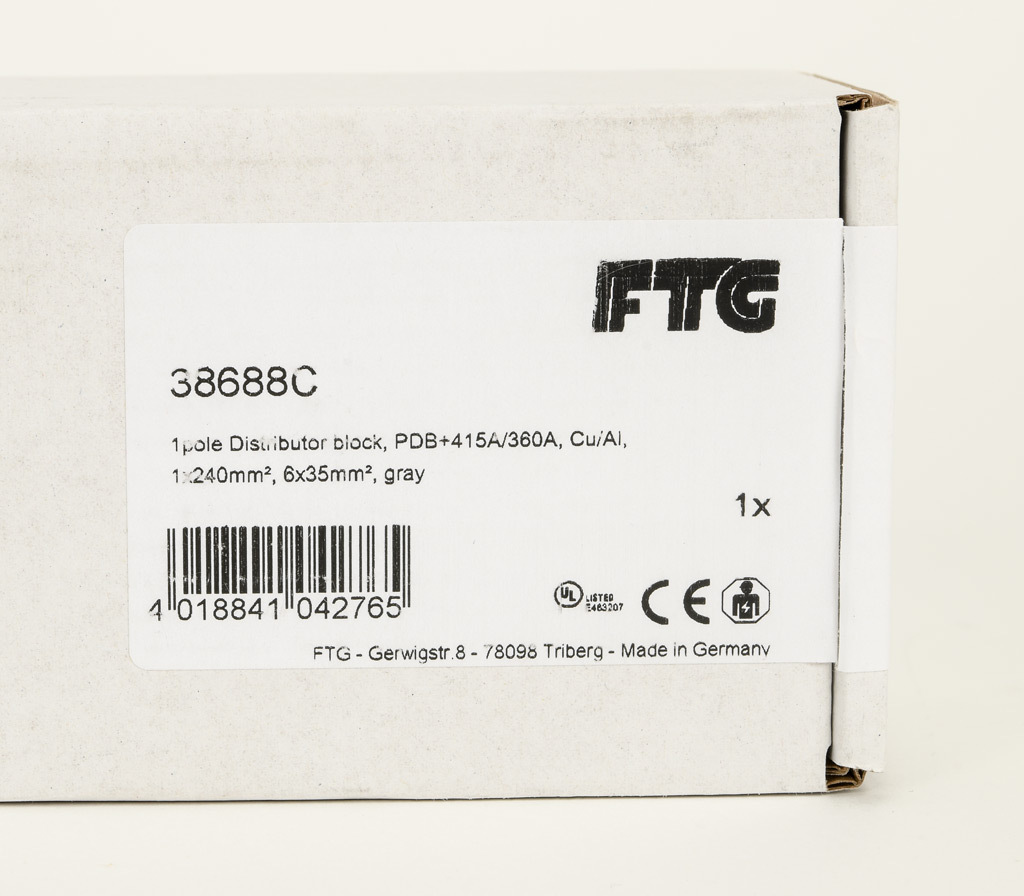 FTG
38688C
1pole Distributor block, PDB+415A/360A, Cu/Al,
1x240mm², 6x35mm², gray
1x
4 018841 042765
UL LISTED
E463207
CE
FTG - Gerwigstr.8 - 78098 Triberg - Made in Germany